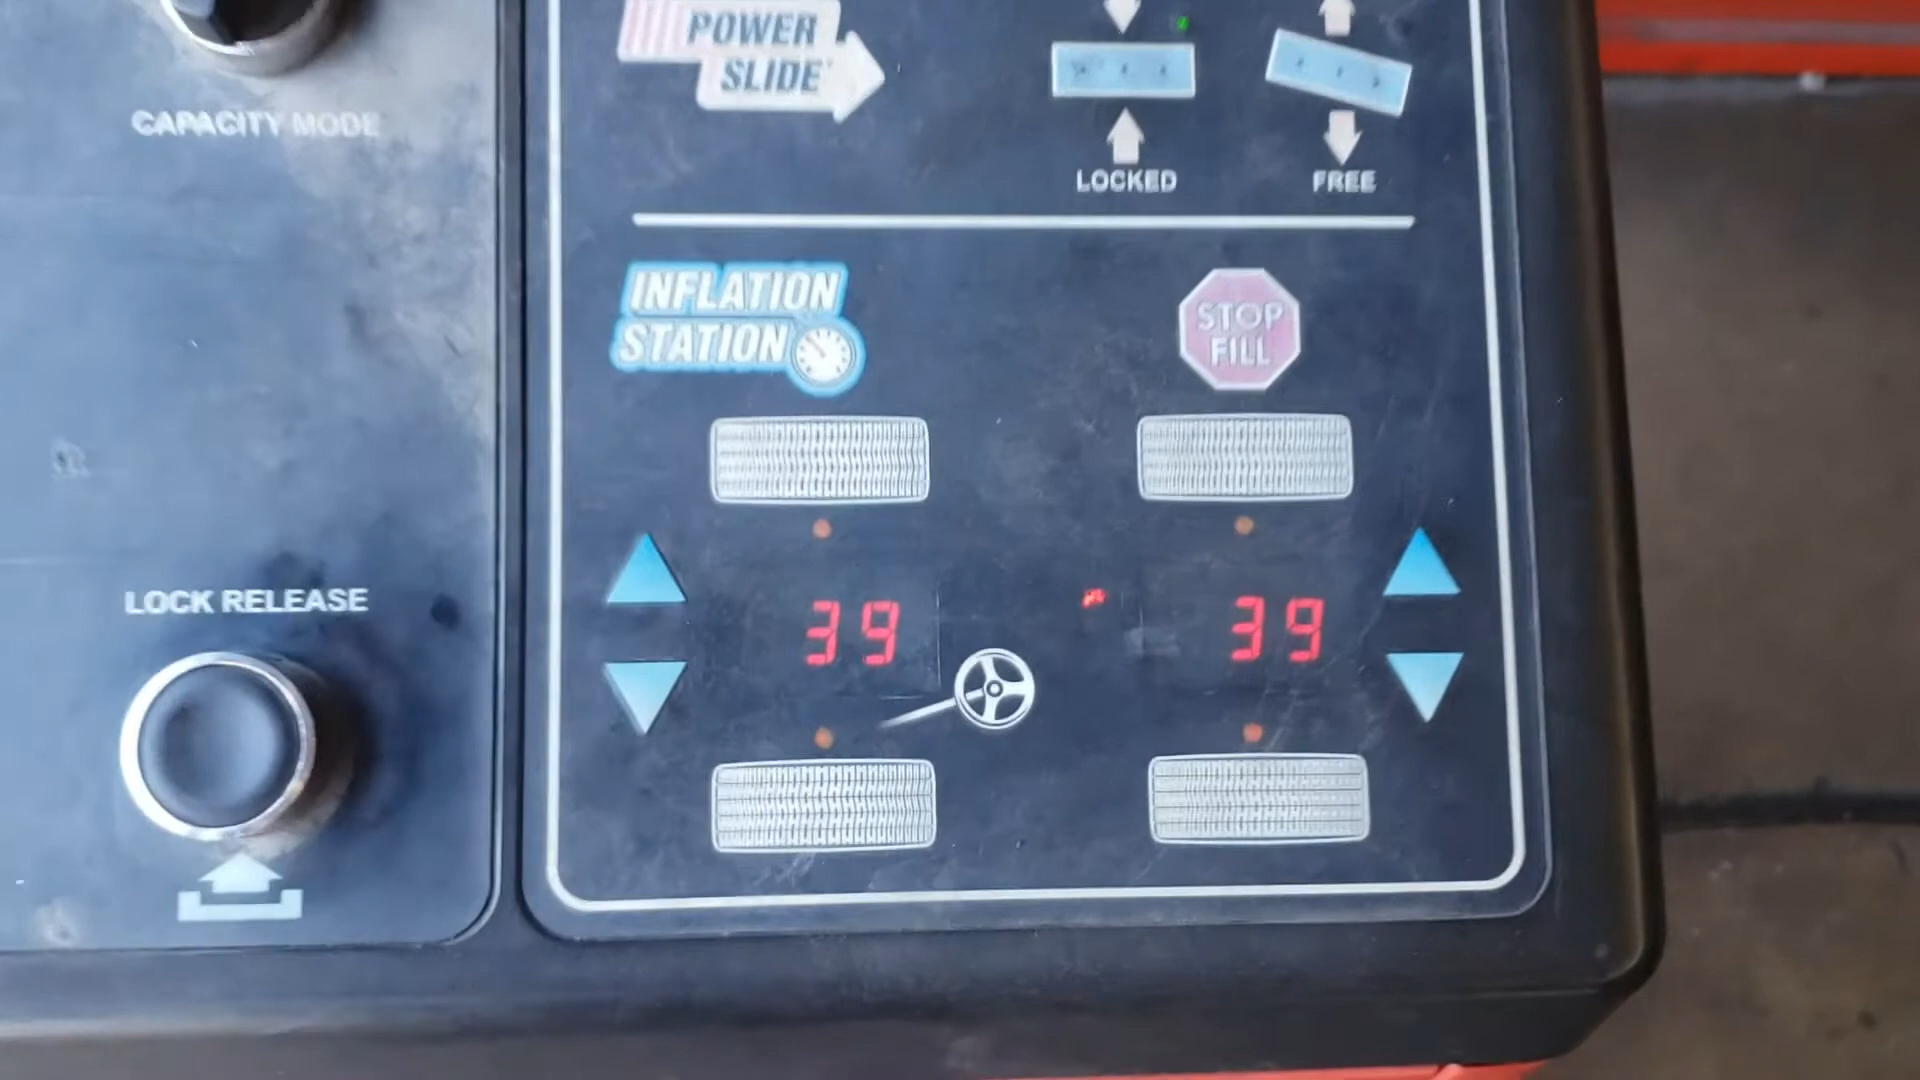 POWER
SLIDE
CAPACITY MODE
LOCKED
FREE
INFLATION
STATION
STOP
FILL
LOCK RELEASE
39
39